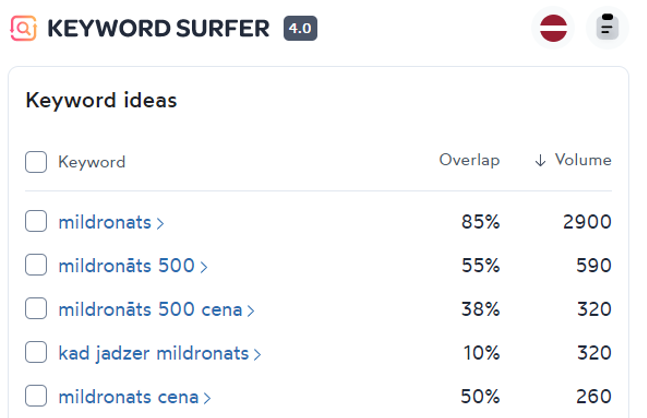 KEYWORD SURFER 4.0
Keyword ideas
Keyword Overlap ↓ Volume
mildronats > 85% 2900
mildronāts 500 > 55% 590
mildronāts 500 cena > 38% 320
kad jadzer mildronats > 10% 320
mildronats cena > 50% 260